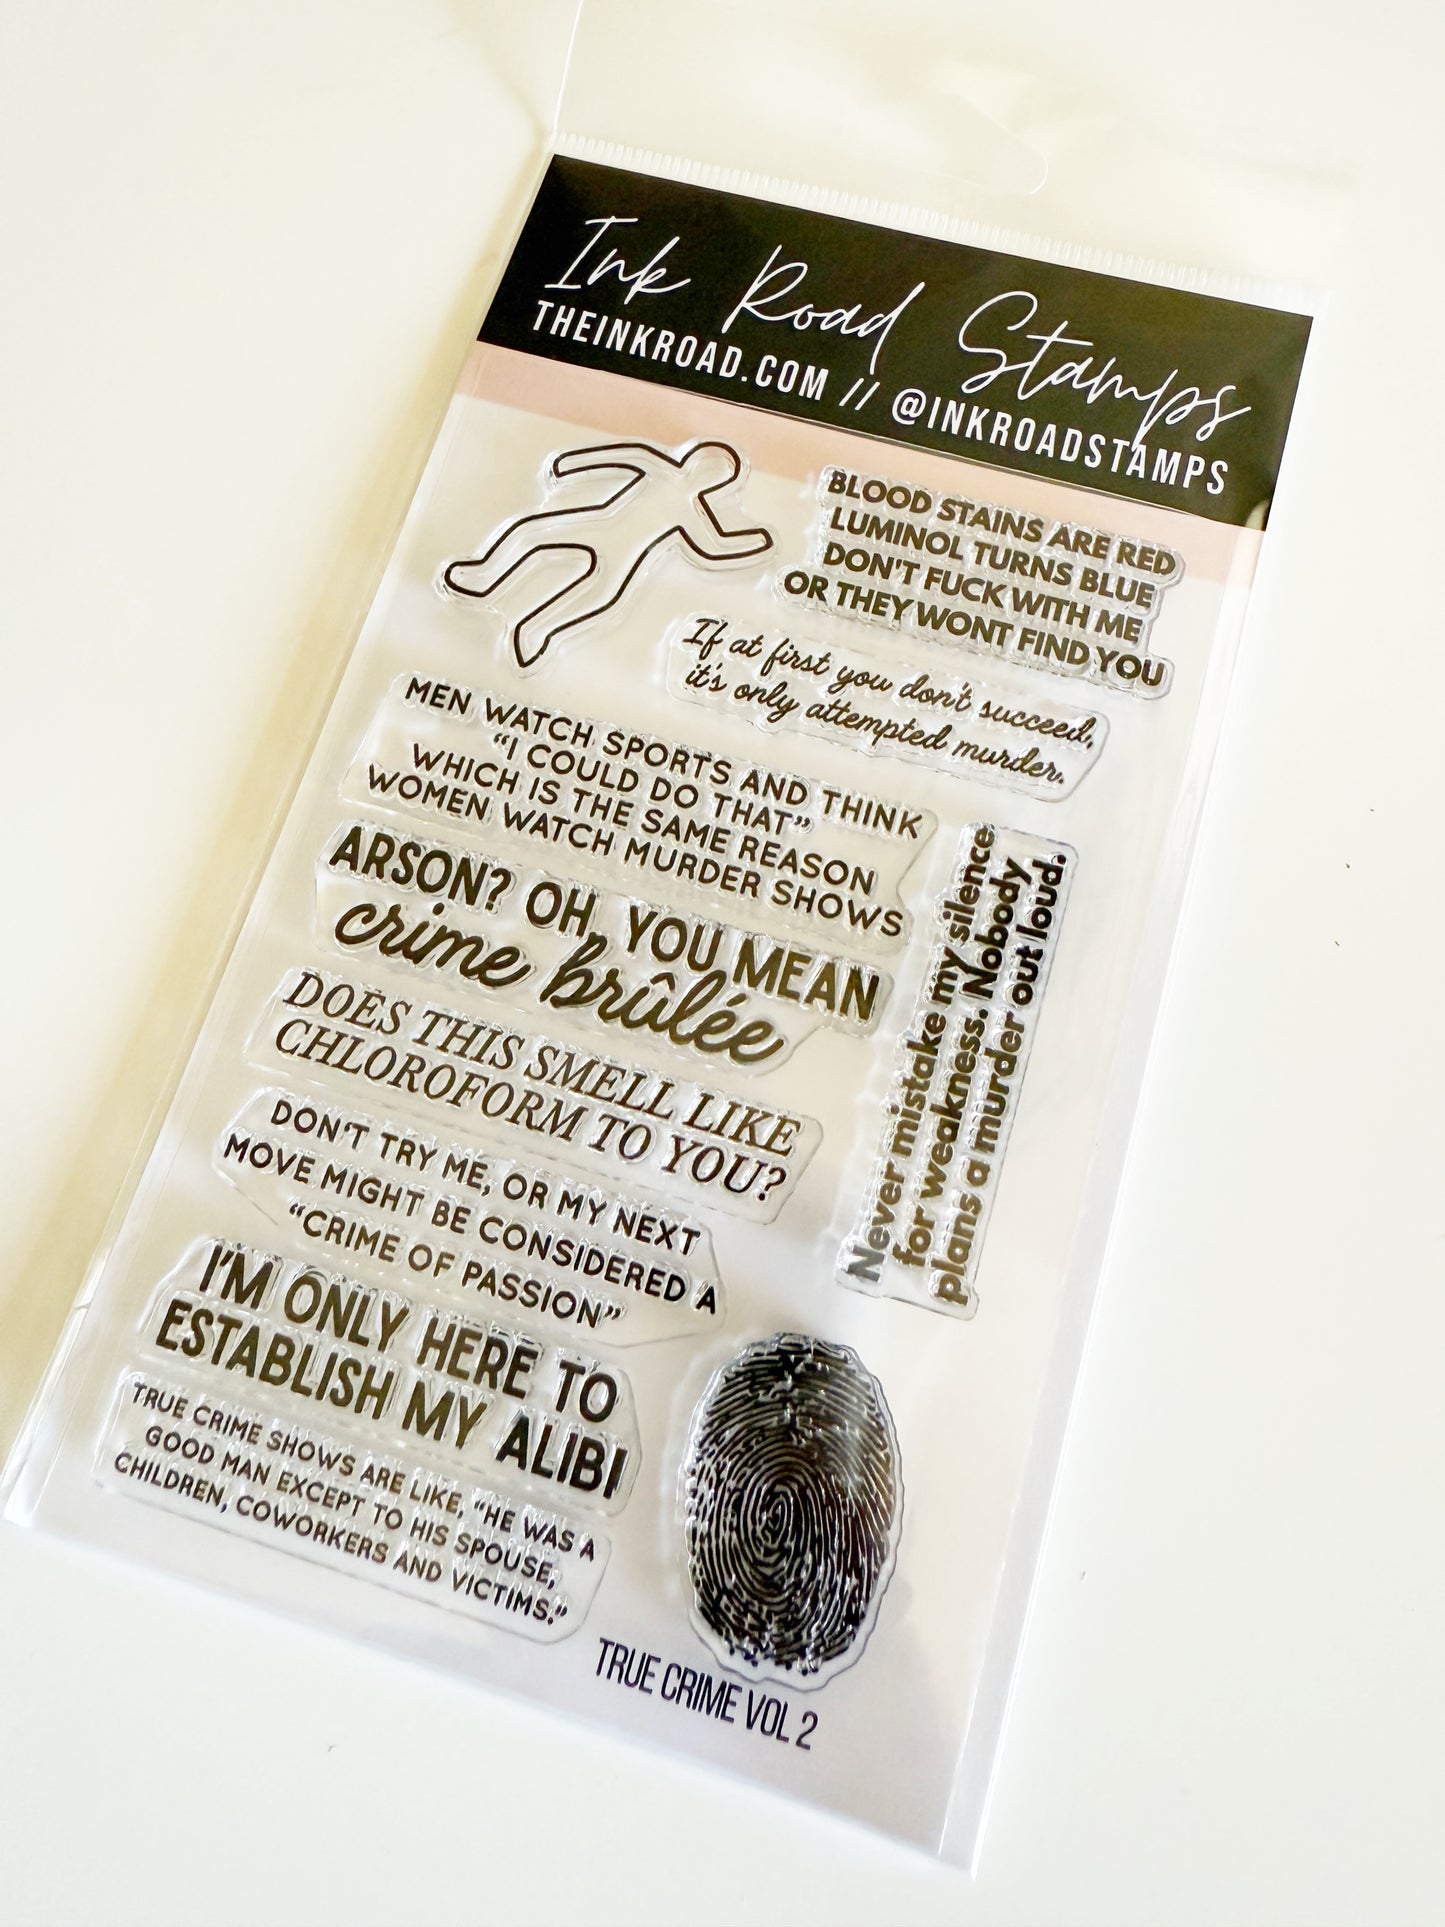 Ink Road Stamps
THEINKROAD.COM // @INKROADSTAMPS
BLOOD STAINS ARE RED
LUMINOL TURNS BLUE
DON'T FUCK WITH ME
OR THEY WONT FIND YOU
If at first you don't succeed,
it's only attempted murder.
MEN WATCH SPORTS AND THINK
“I COULD DO THAT”
WHICH IS THE SAME REASON
WOMEN WATCH MURDER SHOWS
ARSON? OH, YOU MEAN
crime brûlée
DOES THIS SMELL LIKE
CHLOROFORM TO YOU?
DON'T TRY ME, OR MY NEXT
MOVE MIGHT BE CONSIDERED A
“CRIME OF PASSION”
I'M ONLY HERE TO
ESTABLISH MY ALIBI
TRUE CRIME SHOWS ARE LIKE, “HE WAS A
GOOD MAN EXCEPT TO HIS SPOUSE,
CHILDREN, COWORKERS AND VICTIMS.”
Never mistake my silence
for weakness. Nobody
plans a murder out loud.
TRUE CRIME VOL 2